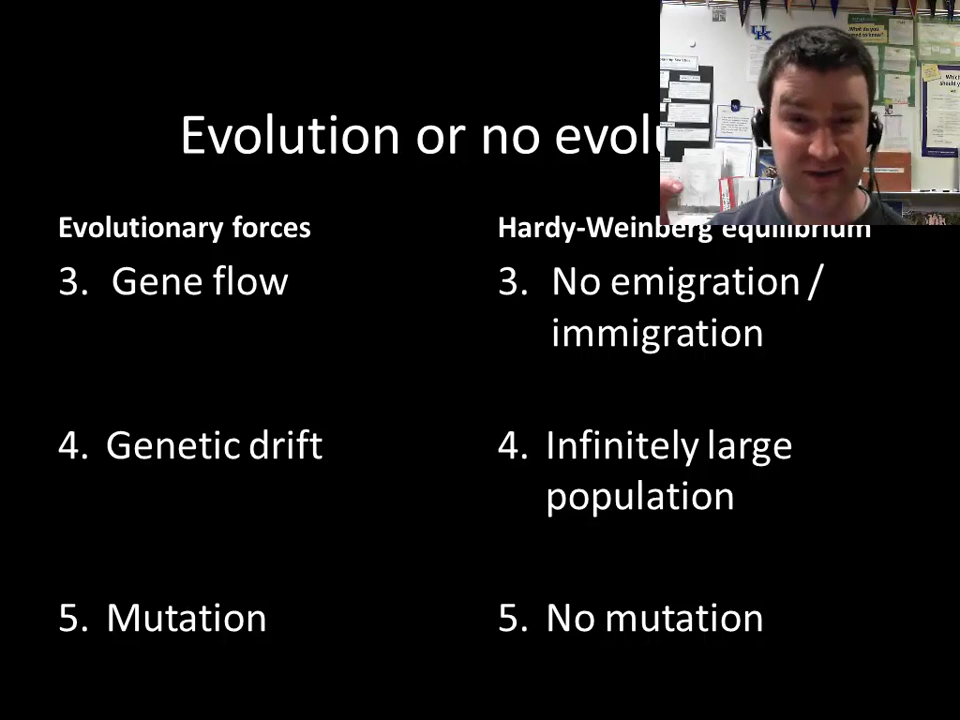 Evolution or no evolu
Evolutionary forces
Hardy-Weinberg equilibrium
3. Gene flow
3. No emigration /
immigration
4. Genetic drift
4. Infinitely large
population
5. Mutation
5. No mutation
UK